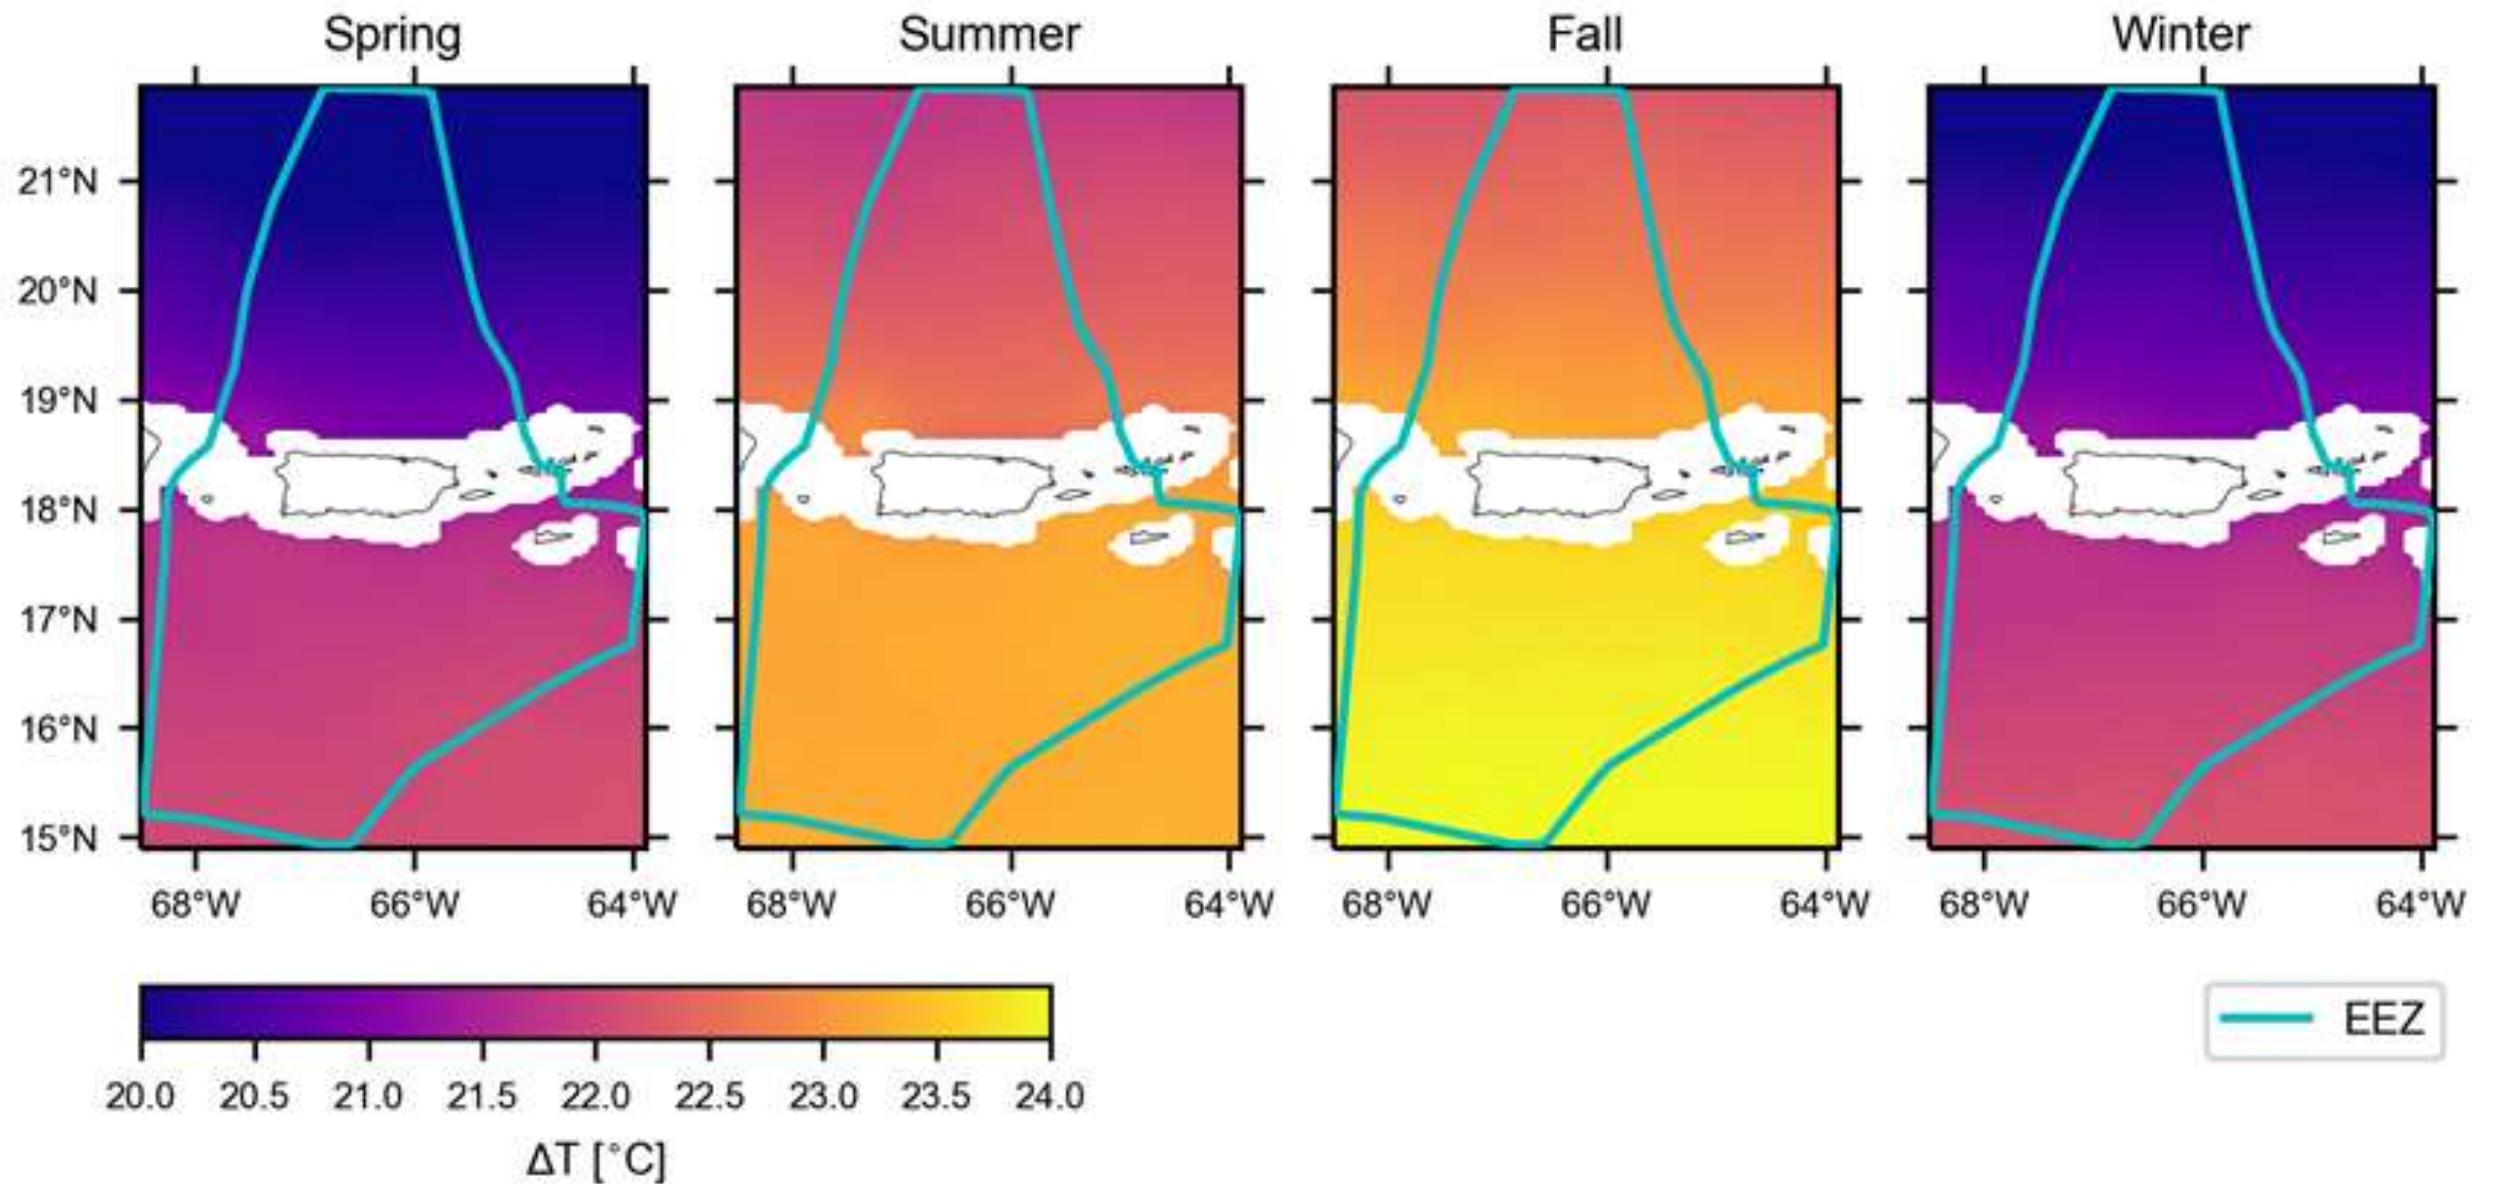 Spring Summer Fall Winter
21°N
20°N
19°N
18°N
17°N
16°N
15°N
68°W 66°W 64°W 68°W 66°W 64°W 68°W 66°W 64°W 68°W 66°W 64°W
EEZ
20.0 20.5 21.0 21.5 22.0 22.5 23.0 23.5 24.0
ΔT [°C]